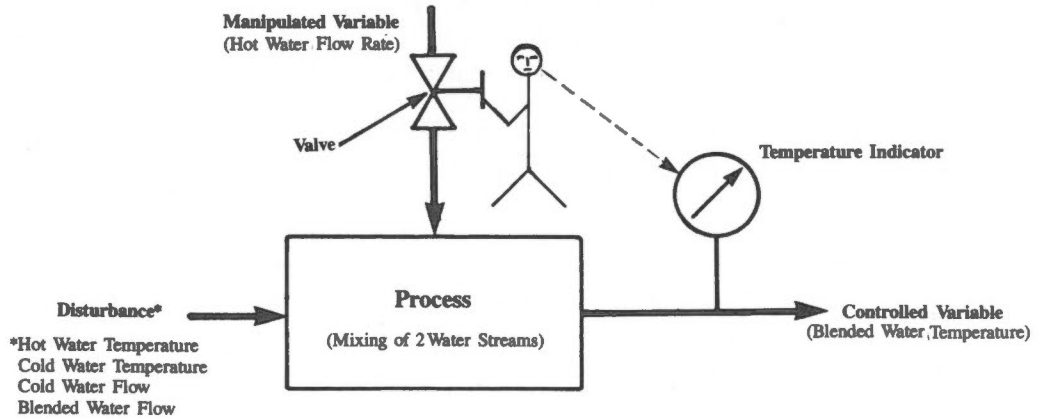 Manipulated Variable
(Hot Water Flow Rate)
Valve
Temperature Indicator
Process
(Mixing of 2 Water Streams)
Disturbance*
*Hot Water Temperature
Cold Water Temperature
Cold Water Flow
Blended Water Flow
Controlled Variable
(Blended Water Temperature)